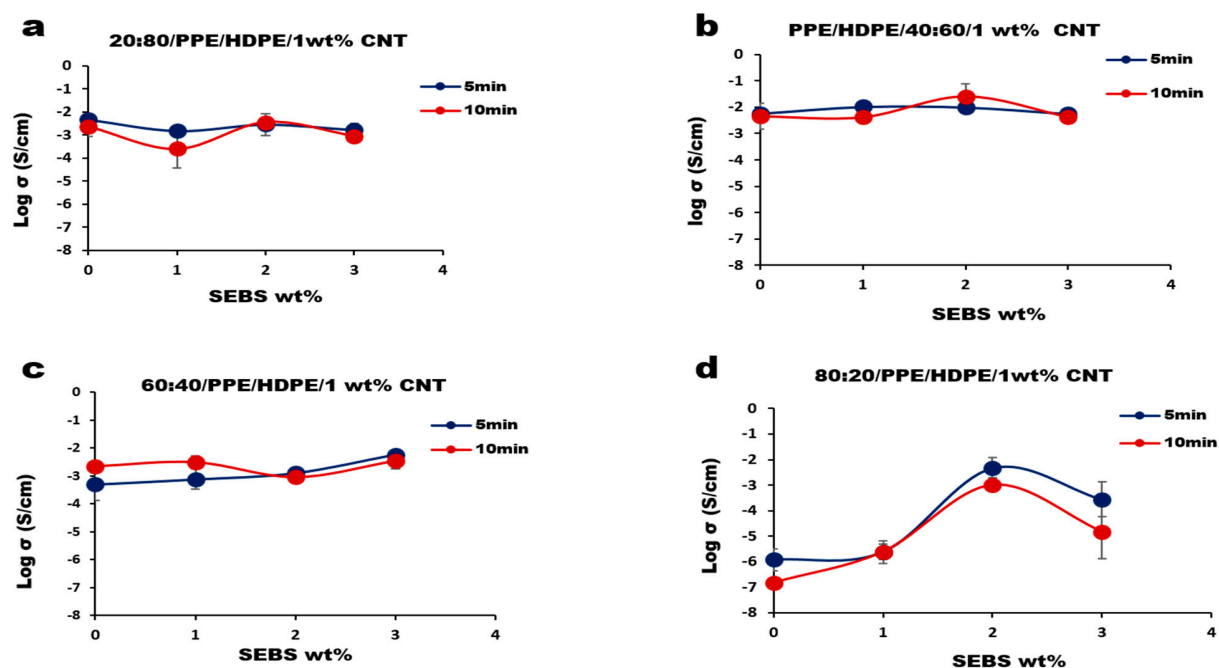 a
20:80/PPE/HDPE/1wt% CNT
0
-1
-2
-3
-4
-5
-6
-7
-8
Log σ (S/cm)
5min
10min
0 1 2 3 4
SEBS wt%
b
PPE/HDPE/40:60/1 wt% CNT
0
-1
-2
-3
-4
-5
-6
-7
-8
log σ (S/cm)
5min
10min
0 1 2 3 4
SEBS wt%
c
60:40/PPE/HDPE/1 wt% CNT
0
-1
-2
-3
-4
-5
-6
-7
-8
Log σ (S/cm)
5min
10min
0 1 2 3 4
SEBS wt%
d
80:20/PPE/HDPE/1wt% CNT
0
-1
-2
-3
-4
-5
-6
-7
-8
Log σ (S/cm)
5min
10min
0 1 2 3 4
SEBS wt%